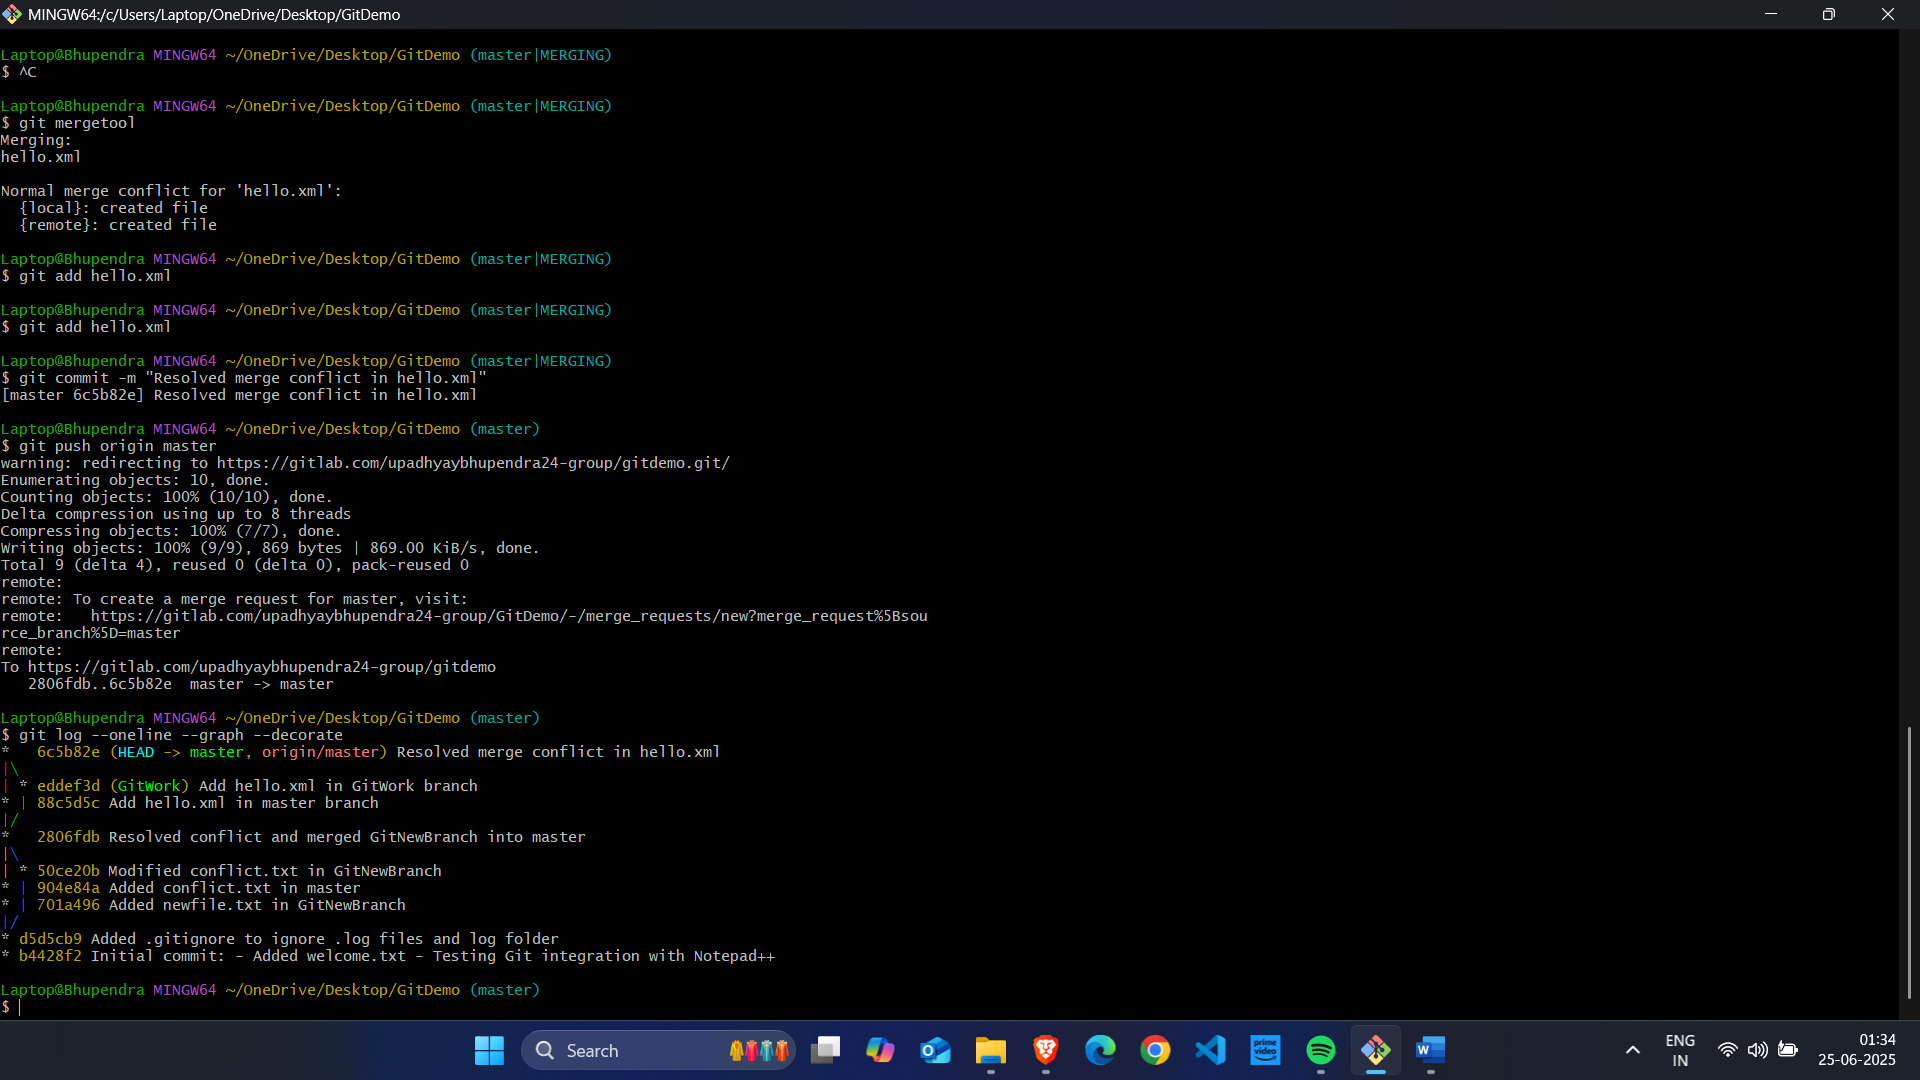 MINGW64:/c/Users/Laptop/OneDrive/Desktop/GitDemo
Laptop@Bhupendra MINGW64 ~/OneDrive/Desktop/GitDemo (master|MERGING)
$ ^C
Laptop@Bhupendra MINGW64 ~/OneDrive/Desktop/GitDemo (master|MERGING)
$ git mergetool
Merging:
hello.xml
Normal merge conflict for 'hello.xml':
  {local}: created file
  {remote}: created file
Laptop@Bhupendra MINGW64 ~/OneDrive/Desktop/GitDemo (master|MERGING)
$ git add hello.xml
Laptop@Bhupendra MINGW64 ~/OneDrive/Desktop/GitDemo (master|MERGING)
$ git add hello.xml
Laptop@Bhupendra MINGW64 ~/OneDrive/Desktop/GitDemo (master|MERGING)
$ git commit -m "Resolved merge conflict in hello.xml"
[master 6c5b82e] Resolved merge conflict in hello.xml
Laptop@Bhupendra MINGW64 ~/OneDrive/Desktop/GitDemo (master)
$ git push origin master
warning: redirecting to https://gitlab.com/upadhyaybhupendra24-group/gitdemo.git/
Enumerating objects: 10, done.
Counting objects: 100% (10/10), done.
Delta compression using up to 8 threads
Compressing objects: 100% (7/7), done.
Writing objects: 100% (9/9), 869 bytes | 869.00 KiB/s, done.
Total 9 (delta 4), reused 0 (delta 0), pack-reused 0
remote:
remote: To create a merge request for master, visit:
remote:   https://gitlab.com/upadhyaybhupendra24-group/GitDemo/-/merge_requests/new?merge_request%5Bsou
rce_branch%5D=master
remote:
To https://gitlab.com/upadhyaybhupendra24-group/gitdemo
   2806fdb..6c5b82e  master -> master
Laptop@Bhupendra MINGW64 ~/OneDrive/Desktop/GitDemo (master)
$ git log --oneline --graph --decorate
*   6c5b82e (HEAD -> master, origin/master) Resolved merge conflict in hello.xml
|\
| * eddef3d (GitWork) Add hello.xml in GitWork branch
* | 88c5d5c Add hello.xml in master branch
|/
*   2806fdb Resolved conflict and merged GitNewBranch into master
|\
| * 50ce20b Modified conflict.txt in GitNewBranch
* | 904e84a Added conflict.txt in master
* | 701a496 Added newfile.txt in GitNewBranch
|/
* d5d5cb9 Added .gitignore to ignore .log files and log folder
* b4428f2 Initial commit: - Added welcome.txt - Testing Git integration with Notepad++
Laptop@Bhupendra MINGW64 ~/OneDrive/Desktop/GitDemo (master)
$
Search
prime video
W
ENG
IN
01:34
25-06-2025